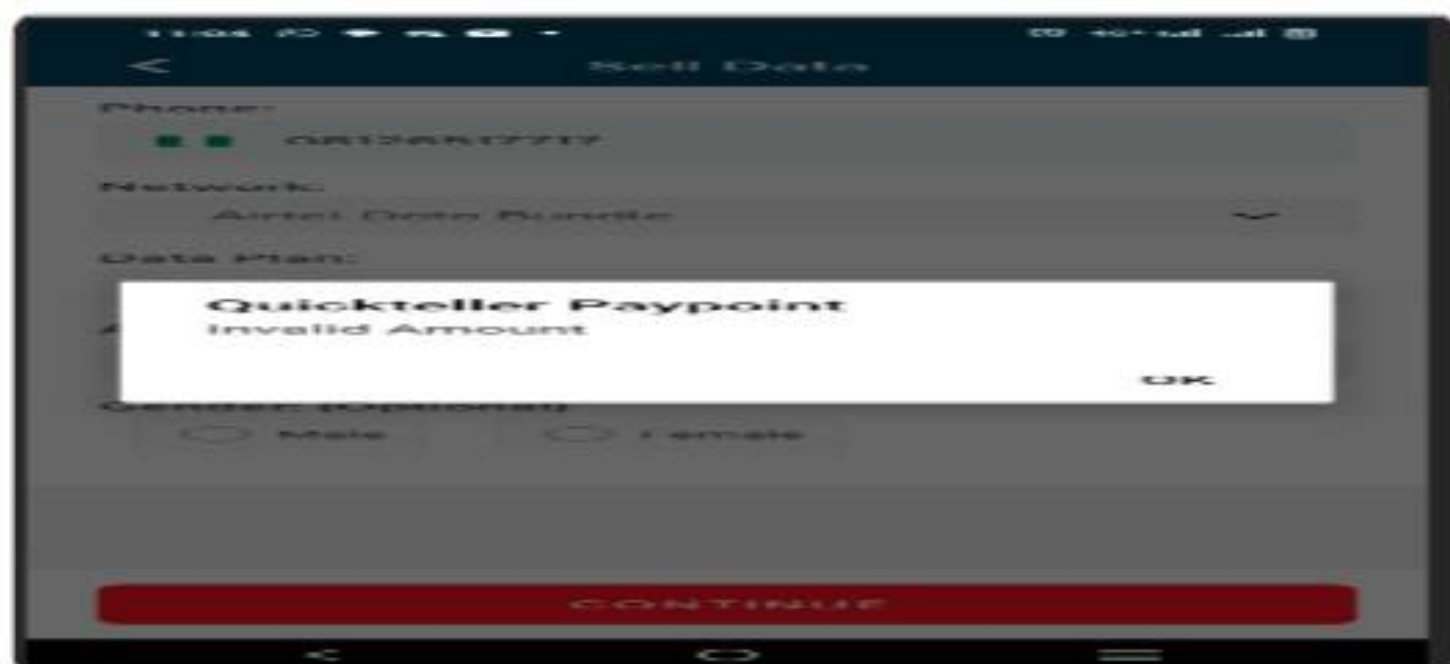 Sell Data
Phone:
Network:
Airtel Data Bundle
Data Plan:
Quickteller Paypoint
Invalid Amount
OK
Gender: (Optional)
Male
Female
CONTINUE